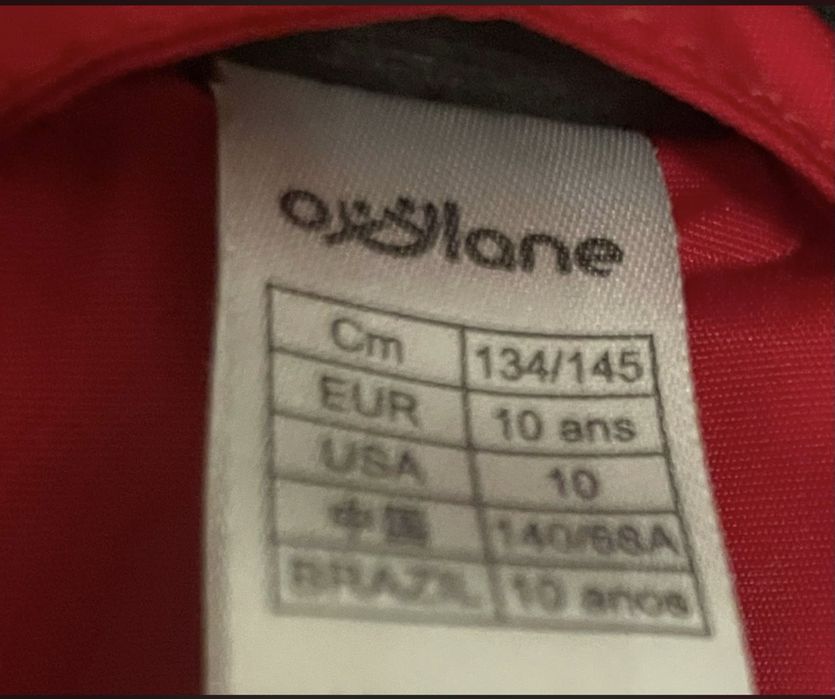 oxylane
Cm 134/145
EUR 10 ans
USA 10
中国 140/68A
BRAZIL 10 anos